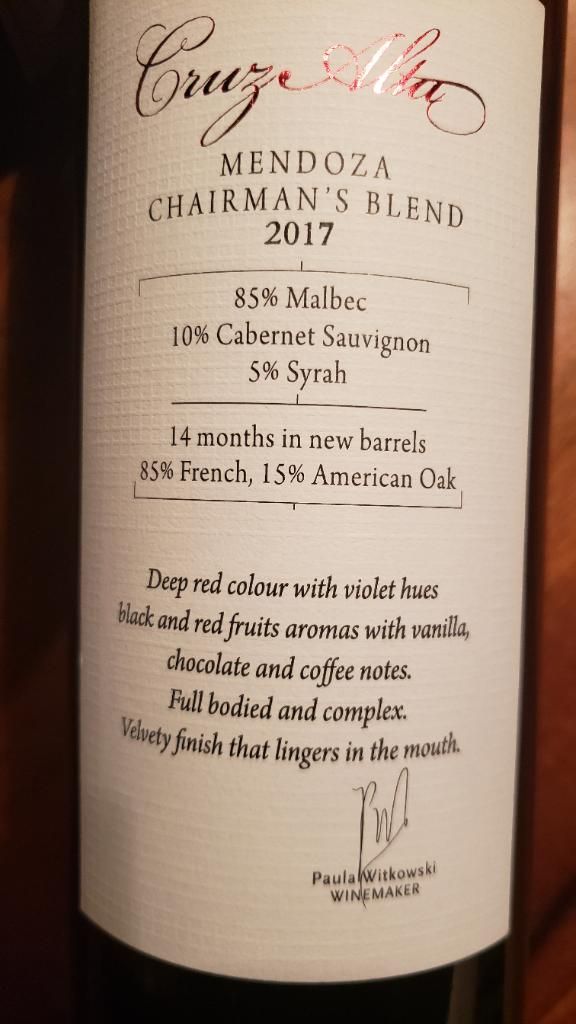 Cruz Alta
MENDOZA
CHAIRMAN'S BLEND
2017
85% Malbec
10% Cabernet Sauvignon
5% Syrah
14 months in new barrels
85% French, 15% American Oak
Deep red colour with violet hues
black and red fruits aromas with vanilla,
chocolate and coffee notes.
Full bodied and complex.
Velvety finish that lingers in the mouth.
Paula Witkowski
WINEMAKER